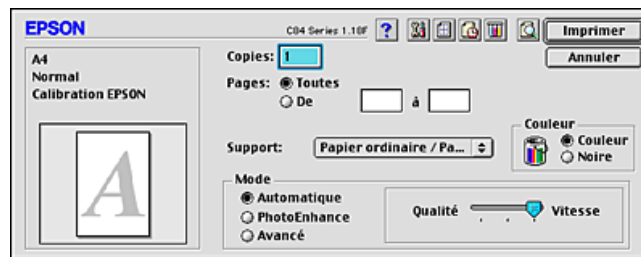 EPSON
C84 Series 1.10F
?
Imprimer
A4
Normal
Calibration EPSON
A
Copies: 1
Annuler
Pages: Toutes
De à
Support: Papier ordinaire / Pa...
Couleur
Couleur
Noire
Mode
Automatique
PhotoEnhance
Avancé
Qualité Vitesse